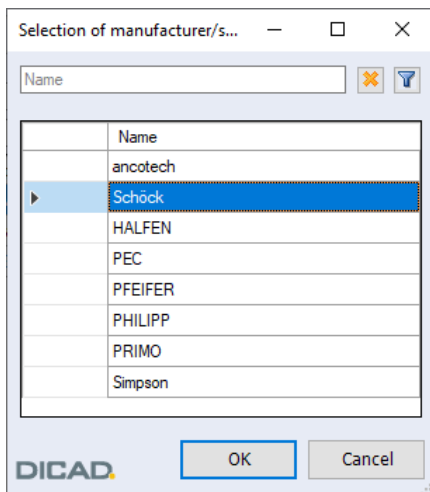 Selection of manufacturer/s...
Name
Name
ancotech
Schöck
HALFEN
PEC
PFEIFER
PHILIPP
PRIMO
Simpson
DICAD.
OK Cancel